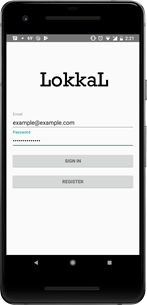 2:21
LokkaL
Email
example@example.com
Password
••••••••••••••
SIGN IN
REGISTER